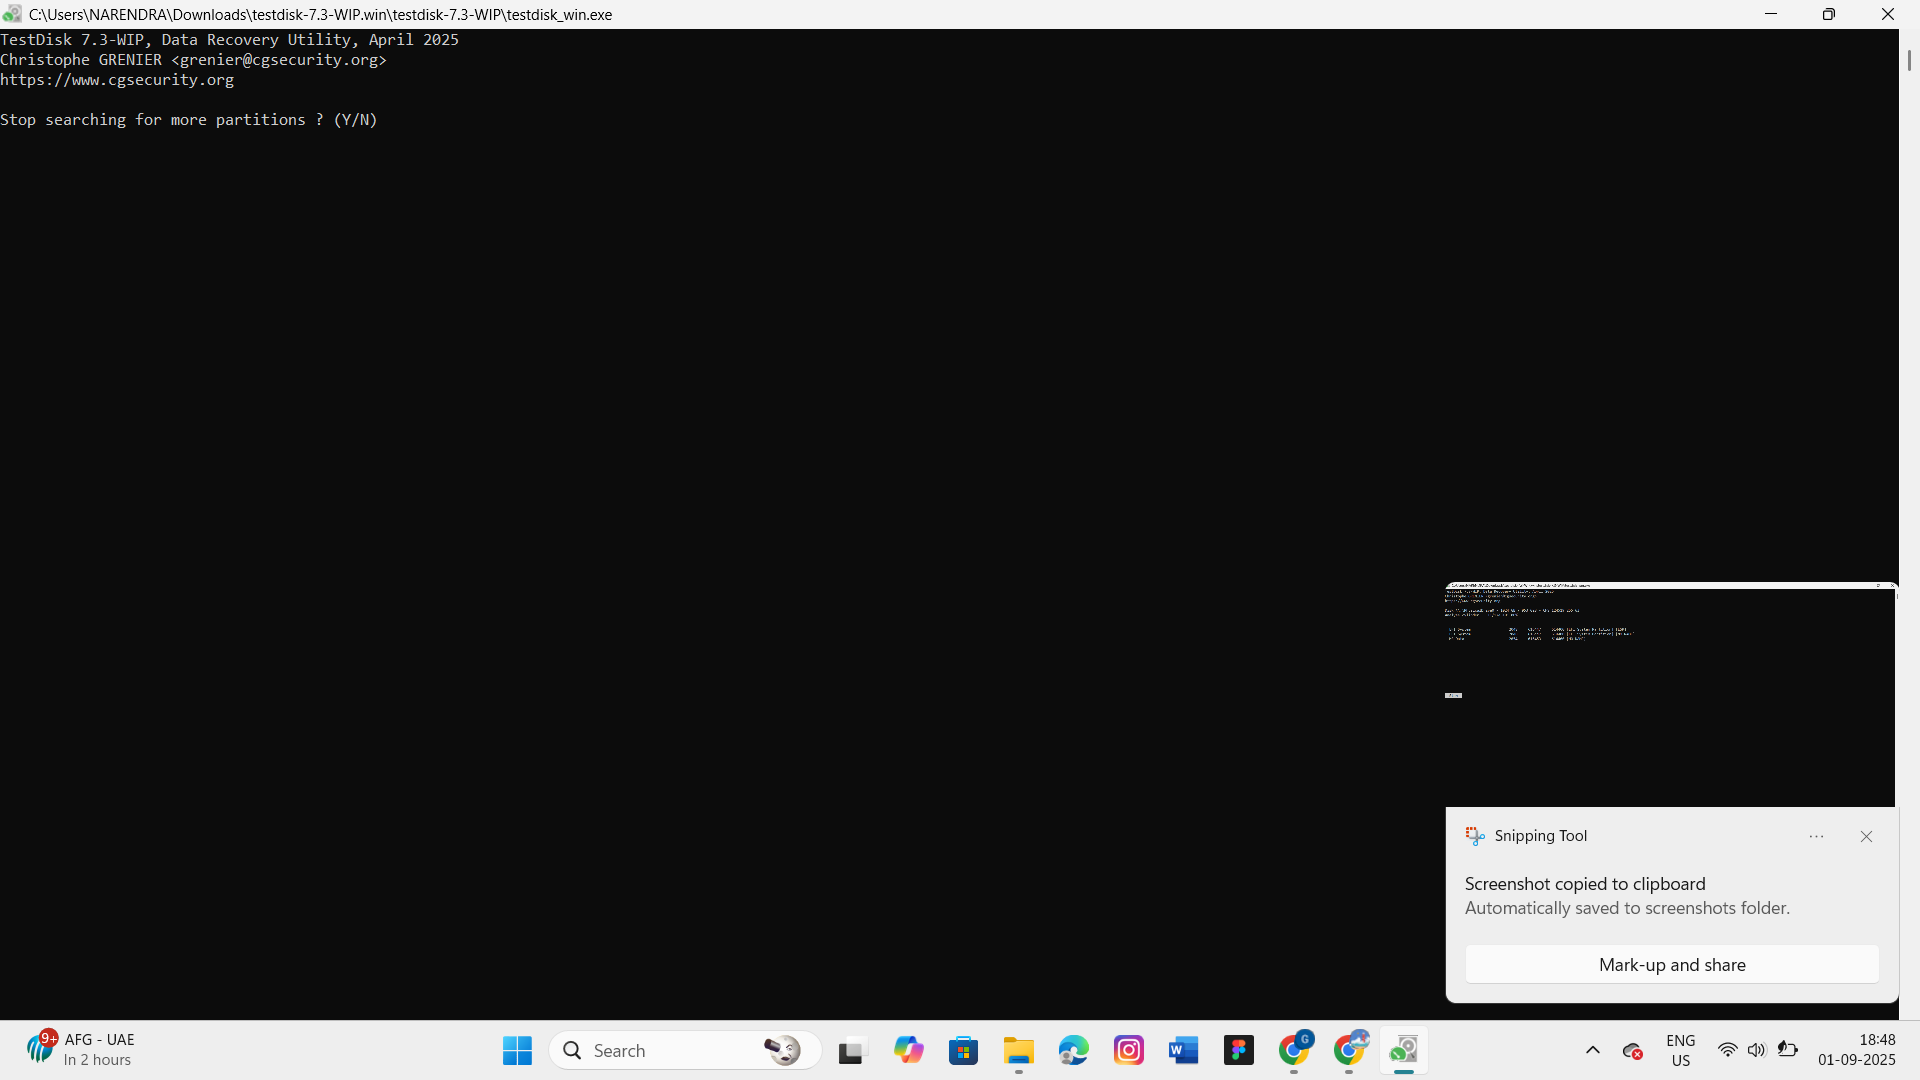 C:\Users\NARENDRA\Downloads\testdisk-7.3-WIP.win\testdisk-7.3-WIP\testdisk_win.exe
TestDisk 7.3-WIP, Data Recovery Utility, April 2025
Christophe GRENIER <grenier@cgsecurity.org>
https://www.cgsecurity.org
Stop searching for more partitions ? (Y/N)
Snipping Tool
Screenshot copied to clipboard
Automatically saved to screenshots folder.
Mark-up and share
9+
AFG - UAE
In 2 hours
Search
G
ENG
US
18:48
01-09-2025